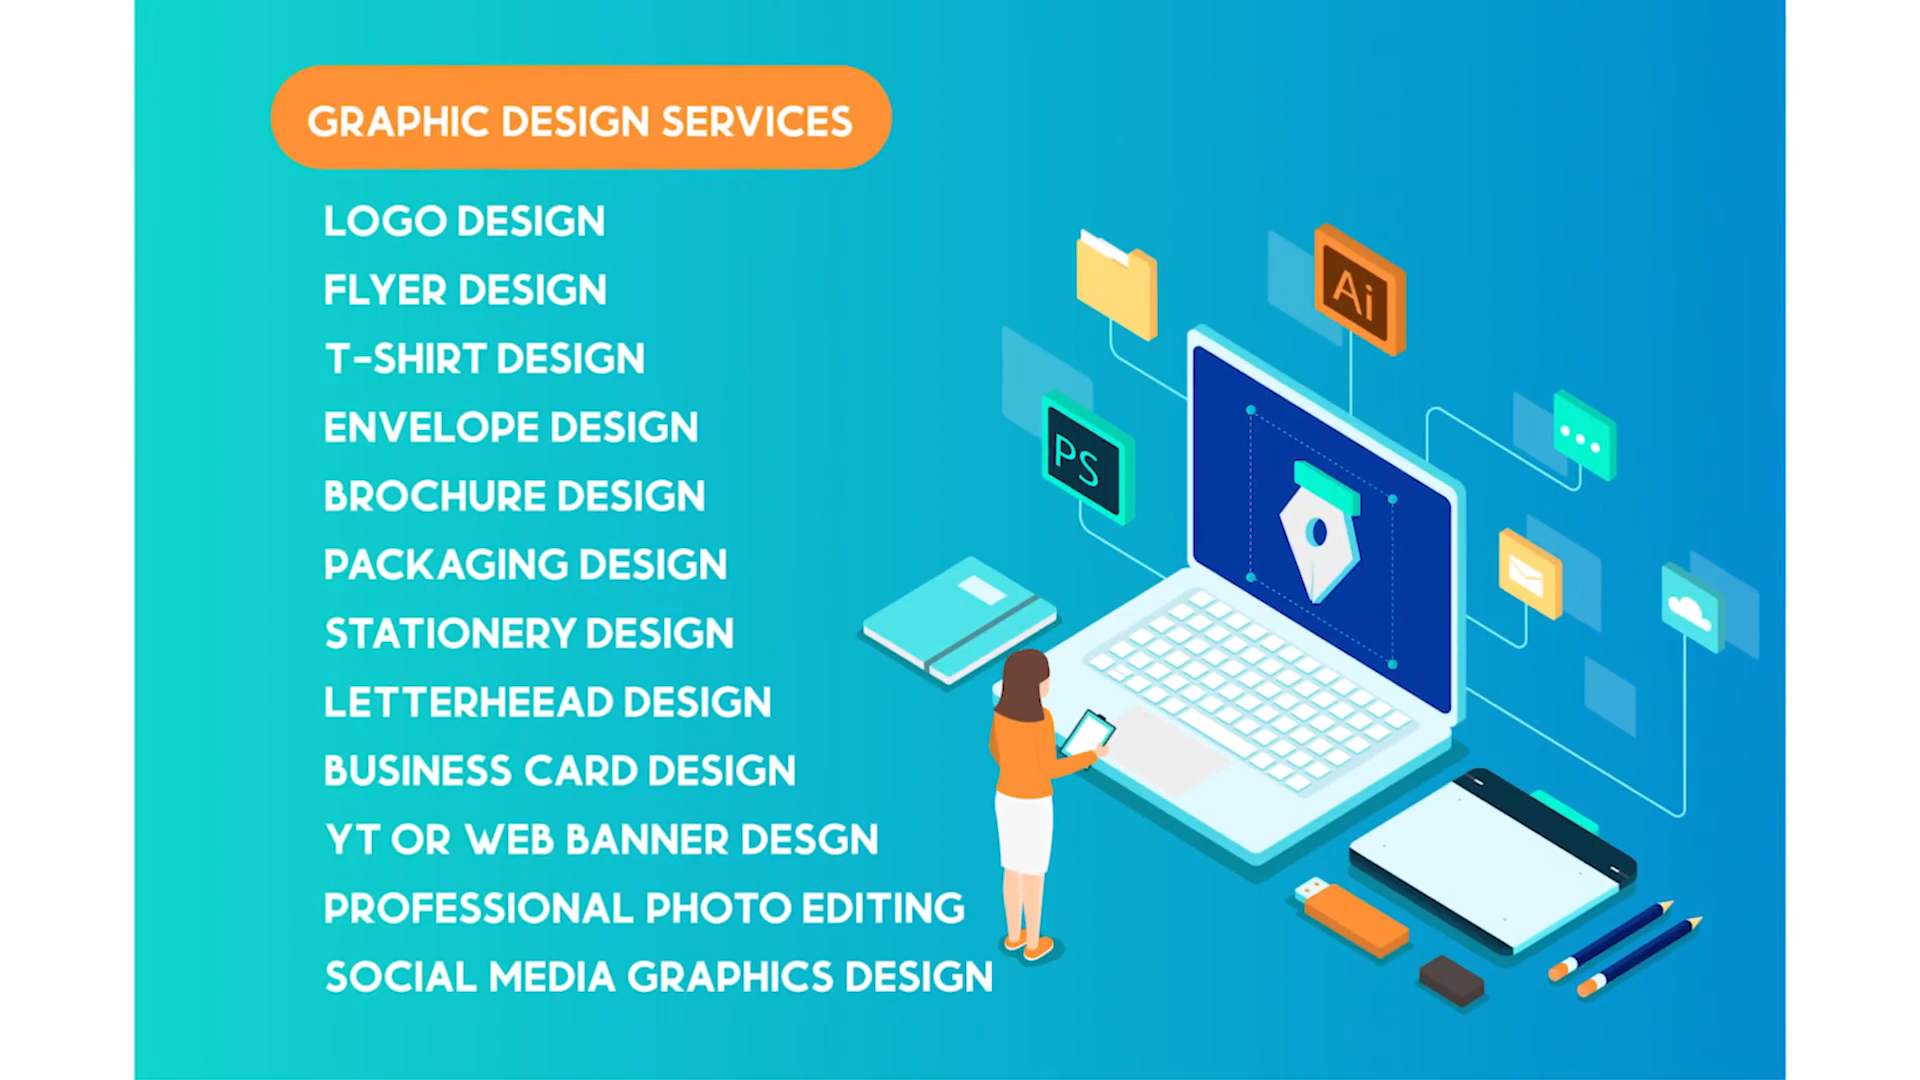 GRAPHIC DESIGN SERVICES
LOGO DESIGN
FLYER DESIGN
T-SHIRT DESIGN
ENVELOPE DESIGN
BROCHURE DESIGN
PACKAGING DESIGN
STATIONERY DESIGN
LETTERHEEAD DESIGN
BUSINESS CARD DESIGN
YT OR WEB BANNER DESGN
PROFESSIONAL PHOTO EDITING
SOCIAL MEDIA GRAPHICS DESIGN
Ai
PS